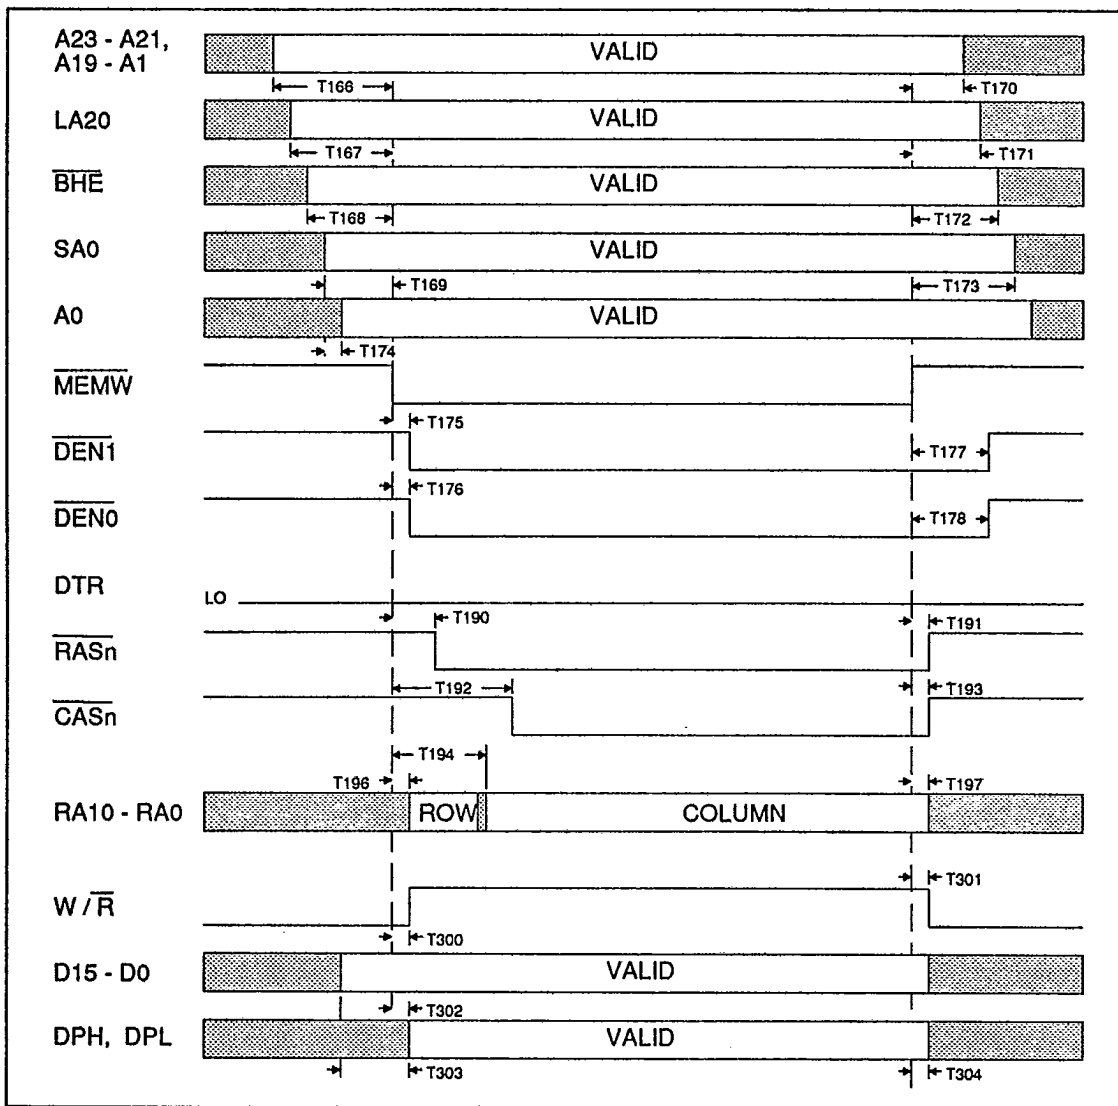 A23 - A21,
A19 - A1
VALID
T166
T170
LA20
VALID
T167
T171
BHE
VALID
T168
T172
SA0
VALID
T169
T173
A0
VALID
T174
MEMW
T175
DEN1
T177
T176
DEN0
T178
DTR
LO
T190
T191
RASn
T192
T193
CASn
T194
T196
T197
RA10 - RA0
ROW
COLUMN
T301
W / R
T300
D15 - D0
VALID
T302
DPH, DPL
VALID
T303
T304